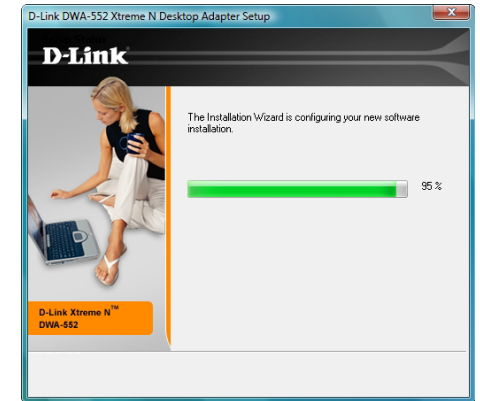 D-Link DWA-552 Xtreme N Desktop Adapter Setup
D-Link
The Installation Wizard is configuring your new software
installation.
95 %
D-Link Xtreme N™
DWA-552